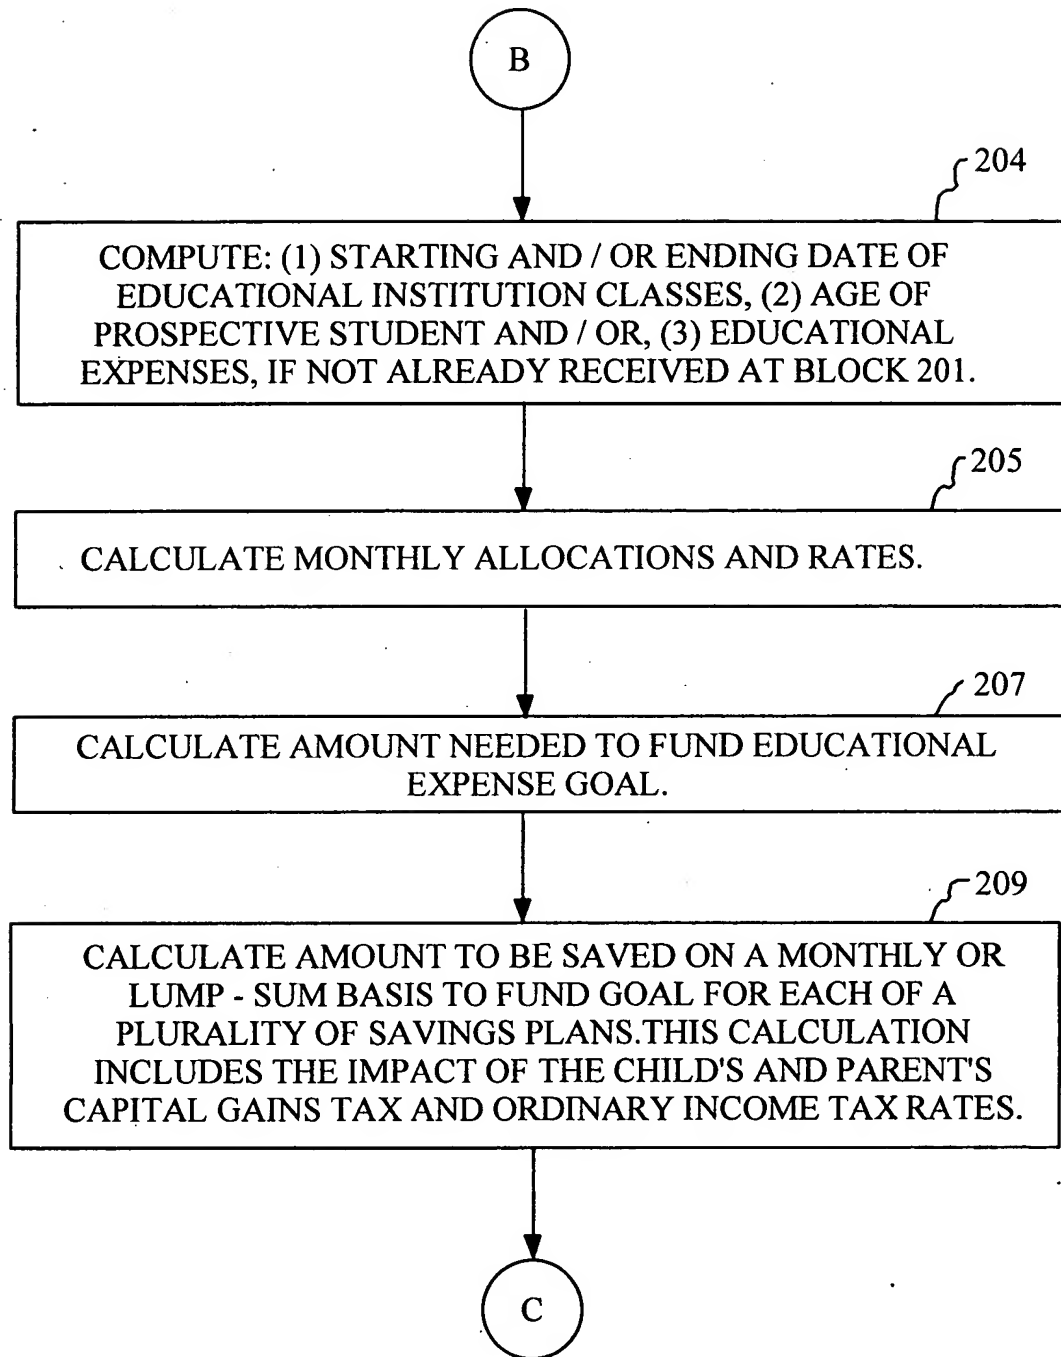 B
204
COMPUTE: (1) STARTING AND / OR ENDING DATE OF
EDUCATIONAL INSTITUTION CLASSES, (2) AGE OF
PROSPECTIVE STUDENT AND / OR, (3) EDUCATIONAL
EXPENSES, IF NOT ALREADY RECEIVED AT BLOCK 201.
205
CALCULATE MONTHLY ALLOCATIONS AND RATES.
207
CALCULATE AMOUNT NEEDED TO FUND EDUCATIONAL
EXPENSE GOAL.
209
CALCULATE AMOUNT TO BE SAVED ON A MONTHLY OR
LUMP - SUM BASIS TO FUND GOAL FOR EACH OF A
PLURALITY OF SAVINGS PLANS.THIS CALCULATION
INCLUDES THE IMPACT OF THE CHILD'S AND PARENT'S
CAPITAL GAINS TAX AND ORDINARY INCOME TAX RATES.
C